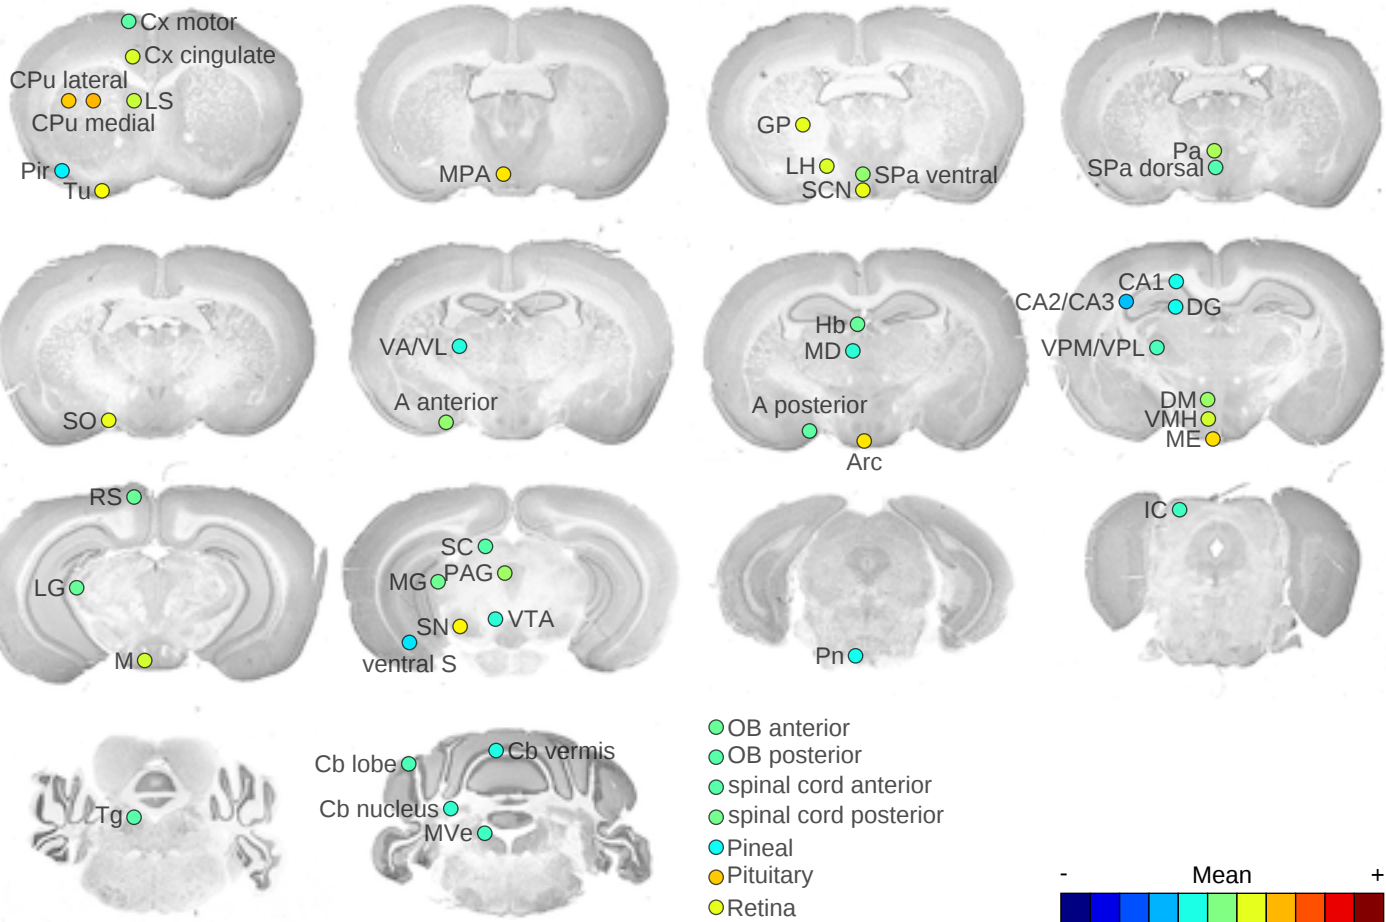 Cx motor
Cx cingulate
CPu lateral
LS
CPu medial
Pir
Tu
MPA
GP
LH
SPa ventral
SCN
Pa
SPa dorsal
SO
VA/VL
A anterior
Hb
MD
A posterior
Arc
CA1
CA2/CA3
DG
VPM/VPL
DM
VMH
ME
RS
LG
M
SC
PAG
MG
SN
VTA
ventral S
Pn
IC
Tg
Cb lobe
Cb vermis
Cb nucleus
MVe
OB anterior
OB posterior
spinal cord anterior
spinal cord posterior
Pineal
Pituitary
Retina
- Mean +